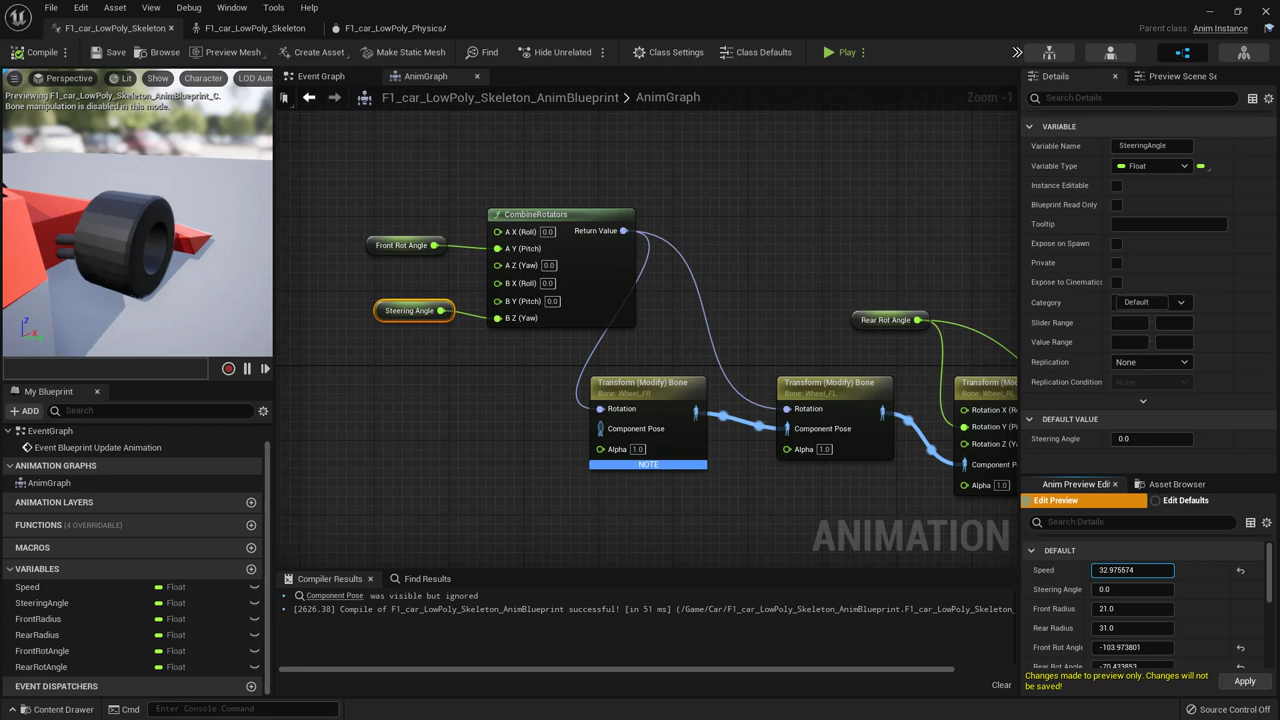 File Edit Asset View Debug Window Tools Help
F1_car_LowPoly_Skeleton_ F1_car_LowPoly_Skeleton F1_car_LowPoly_Physics
Parent class: Anim Instance
Compile Save Browse Preview Mesh Create Asset Make Static Mesh Find Hide Unrelated Class Settings Class Defaults Play
Perspective Lit Show Character LOD Auto
Previewing F1_car_LowPoly_Skeleton_AnimBlueprint_C.
Bone manipulation is disabled in this mode.
Z
X
Event Graph AnimGraph
F1_car_LowPoly_Skeleton_AnimBlueprint > AnimGraph Zoom -1
CombineRotators
A X (Roll) 0.0 Return Value
Front Rot Angle A Y (Pitch)
A Z (Yaw) 0.0
B X (Roll) 0.0
B Y (Pitch) 0.0
Steering Angle B Z (Yaw)
Rear Rot Angle
Transform (Modify) Bone
Bone: Wheel_FR
Rotation
Component Pose
Alpha 1.0
NOTE
Transform (Modify) Bone
Bone: Wheel_FL
Rotation
Component Pose
Alpha 1.0
Transform (Mod
Bone: Wheel_RL
Rotation X (R
Rotation Y (P
Rotation Z (Y
Component P
Alpha 1.0
ANIMATION
My Blueprint
ADD Search
EventGraph
Event Blueprint Update Animation
ANIMATION GRAPHS
AnimGraph
ANIMATION LAYERS
FUNCTIONS (4 OVERRIDABLE)
MACROS
VARIABLES
Speed Float
SteeringAngle Float
FrontRadius Float
RearRadius Float
FrontRotAngle Float
RearRotAngle Float
EVENT DISPATCHERS
Compiler Results Find Results
Component Pose was visible but ignored
[2626.38] Compile of F1_car_LowPoly_Skeleton_AnimBlueprint successful! [in 51 ms] (/Game/Car/F1_car_LowPoly_Skeleton_AnimBlueprint.F1_car_LowPoly_Skeleton_
Clear
Details Preview Scene Se
Search Details
VARIABLE
Variable Name SteeringAngle
Variable Type Float
Instance Editable
Blueprint Read Only
Tooltip
Expose on Spawn
Private
Expose to Cinematics
Category Default
Slider Range
Value Range
Replication None
Replication Condition None
DEFAULT VALUE
Steering Angle 0.0
Anim Preview Edit Asset Browser
Edit Preview Edit Defaults
Search Details
DEFAULT
Speed 32.975574
Steering Angle 0.0
Front Radius 21.0
Rear Radius 31.0
Front Rot Angle -103.973801
Rear Rot Angle -70.433853
Changes made to preview only. Changes will not
be saved!
Apply
Content Drawer Cmd Enter Console Command Source Control Off